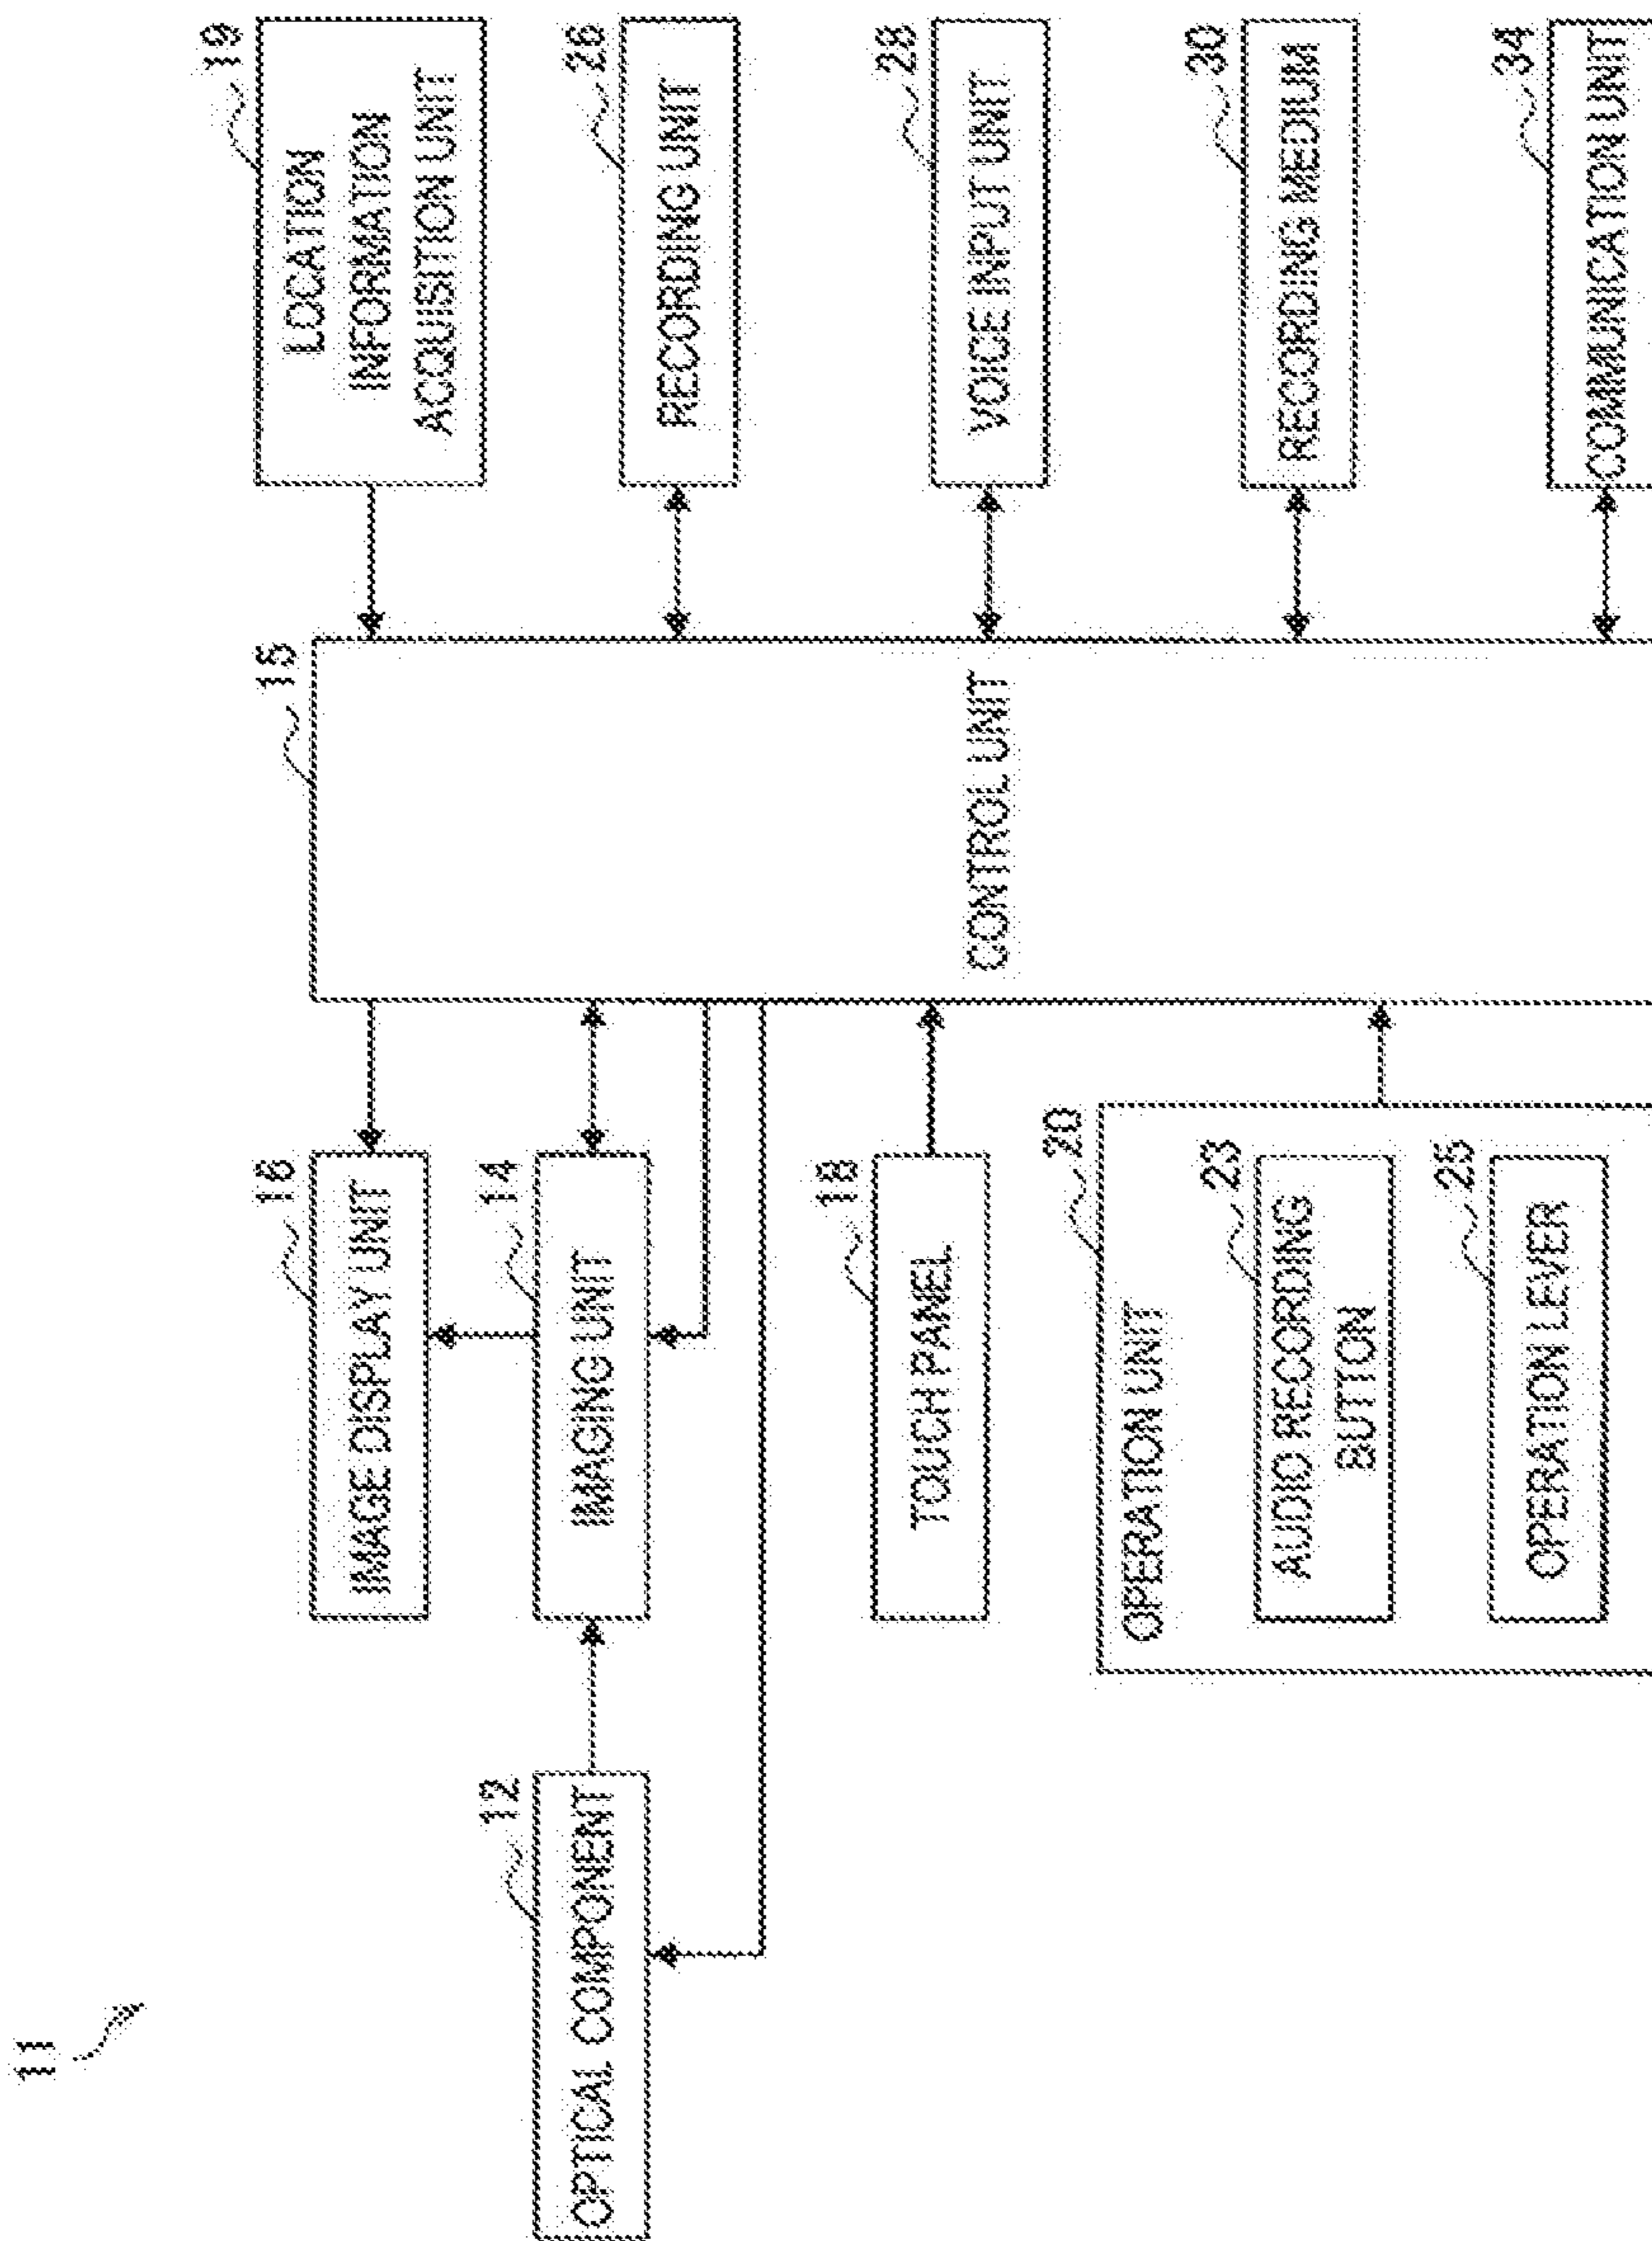 11
16
IMAGE DISPLAY UNIT
15
19
LOCATION
INFORMATION
ACQUISITION UNIT
12
OPTICAL COMPONENT
14
IMAGING UNIT
26
RECORDING UNIT
18
TOUCH PANEL
CONTROL UNIT
28
VOICE INPUT UNIT
20
OPERATION UNIT
23
AUDIO RECORDING
BUTTON
30
RECORDING MEDIUM
25
OPERATION LEVER
34
COMMUNICATION UNIT